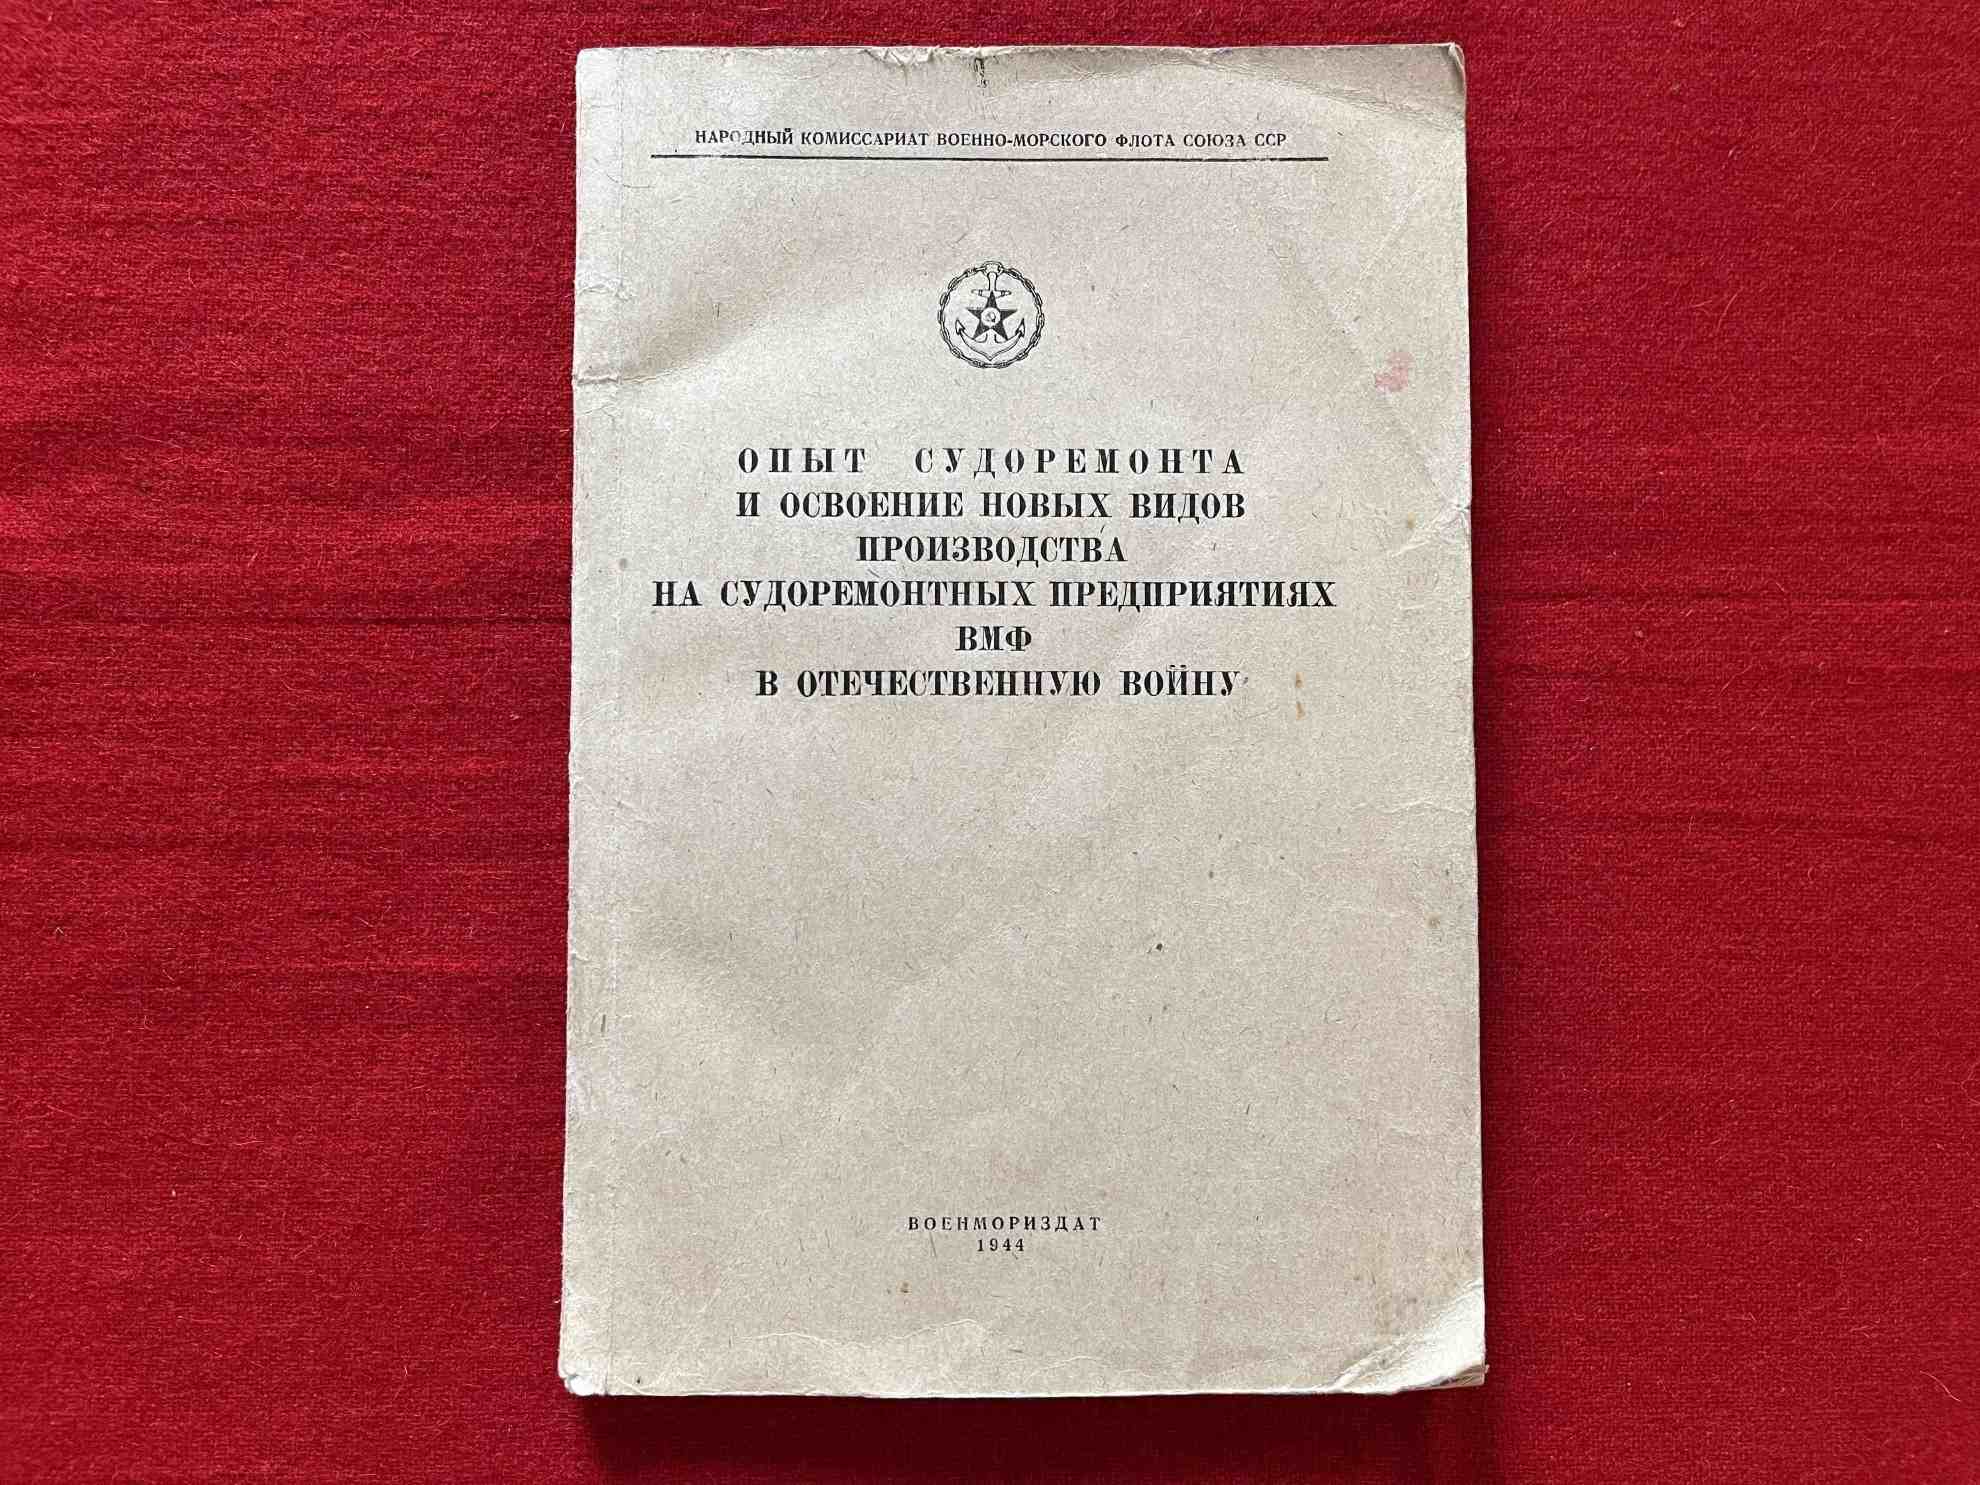 НАРОДНЫЙ КОМИССАРИАТ ВОЕННО-МОРСКОГО ФЛОТА СОЮЗА ССР
ОПЫТ СУДОРЕМОНТА
И ОСВОЕНИЕ НОВЫХ ВИДОВ
ПРОИЗВОДСТВА
НА СУДОРЕМОНТНЫХ ПРЕДПРИЯТИЯХ
ВМФ
В ОТЕЧЕСТВЕННУЮ ВОЙНУ
ВОЕНМОРИЗДАТ
1944